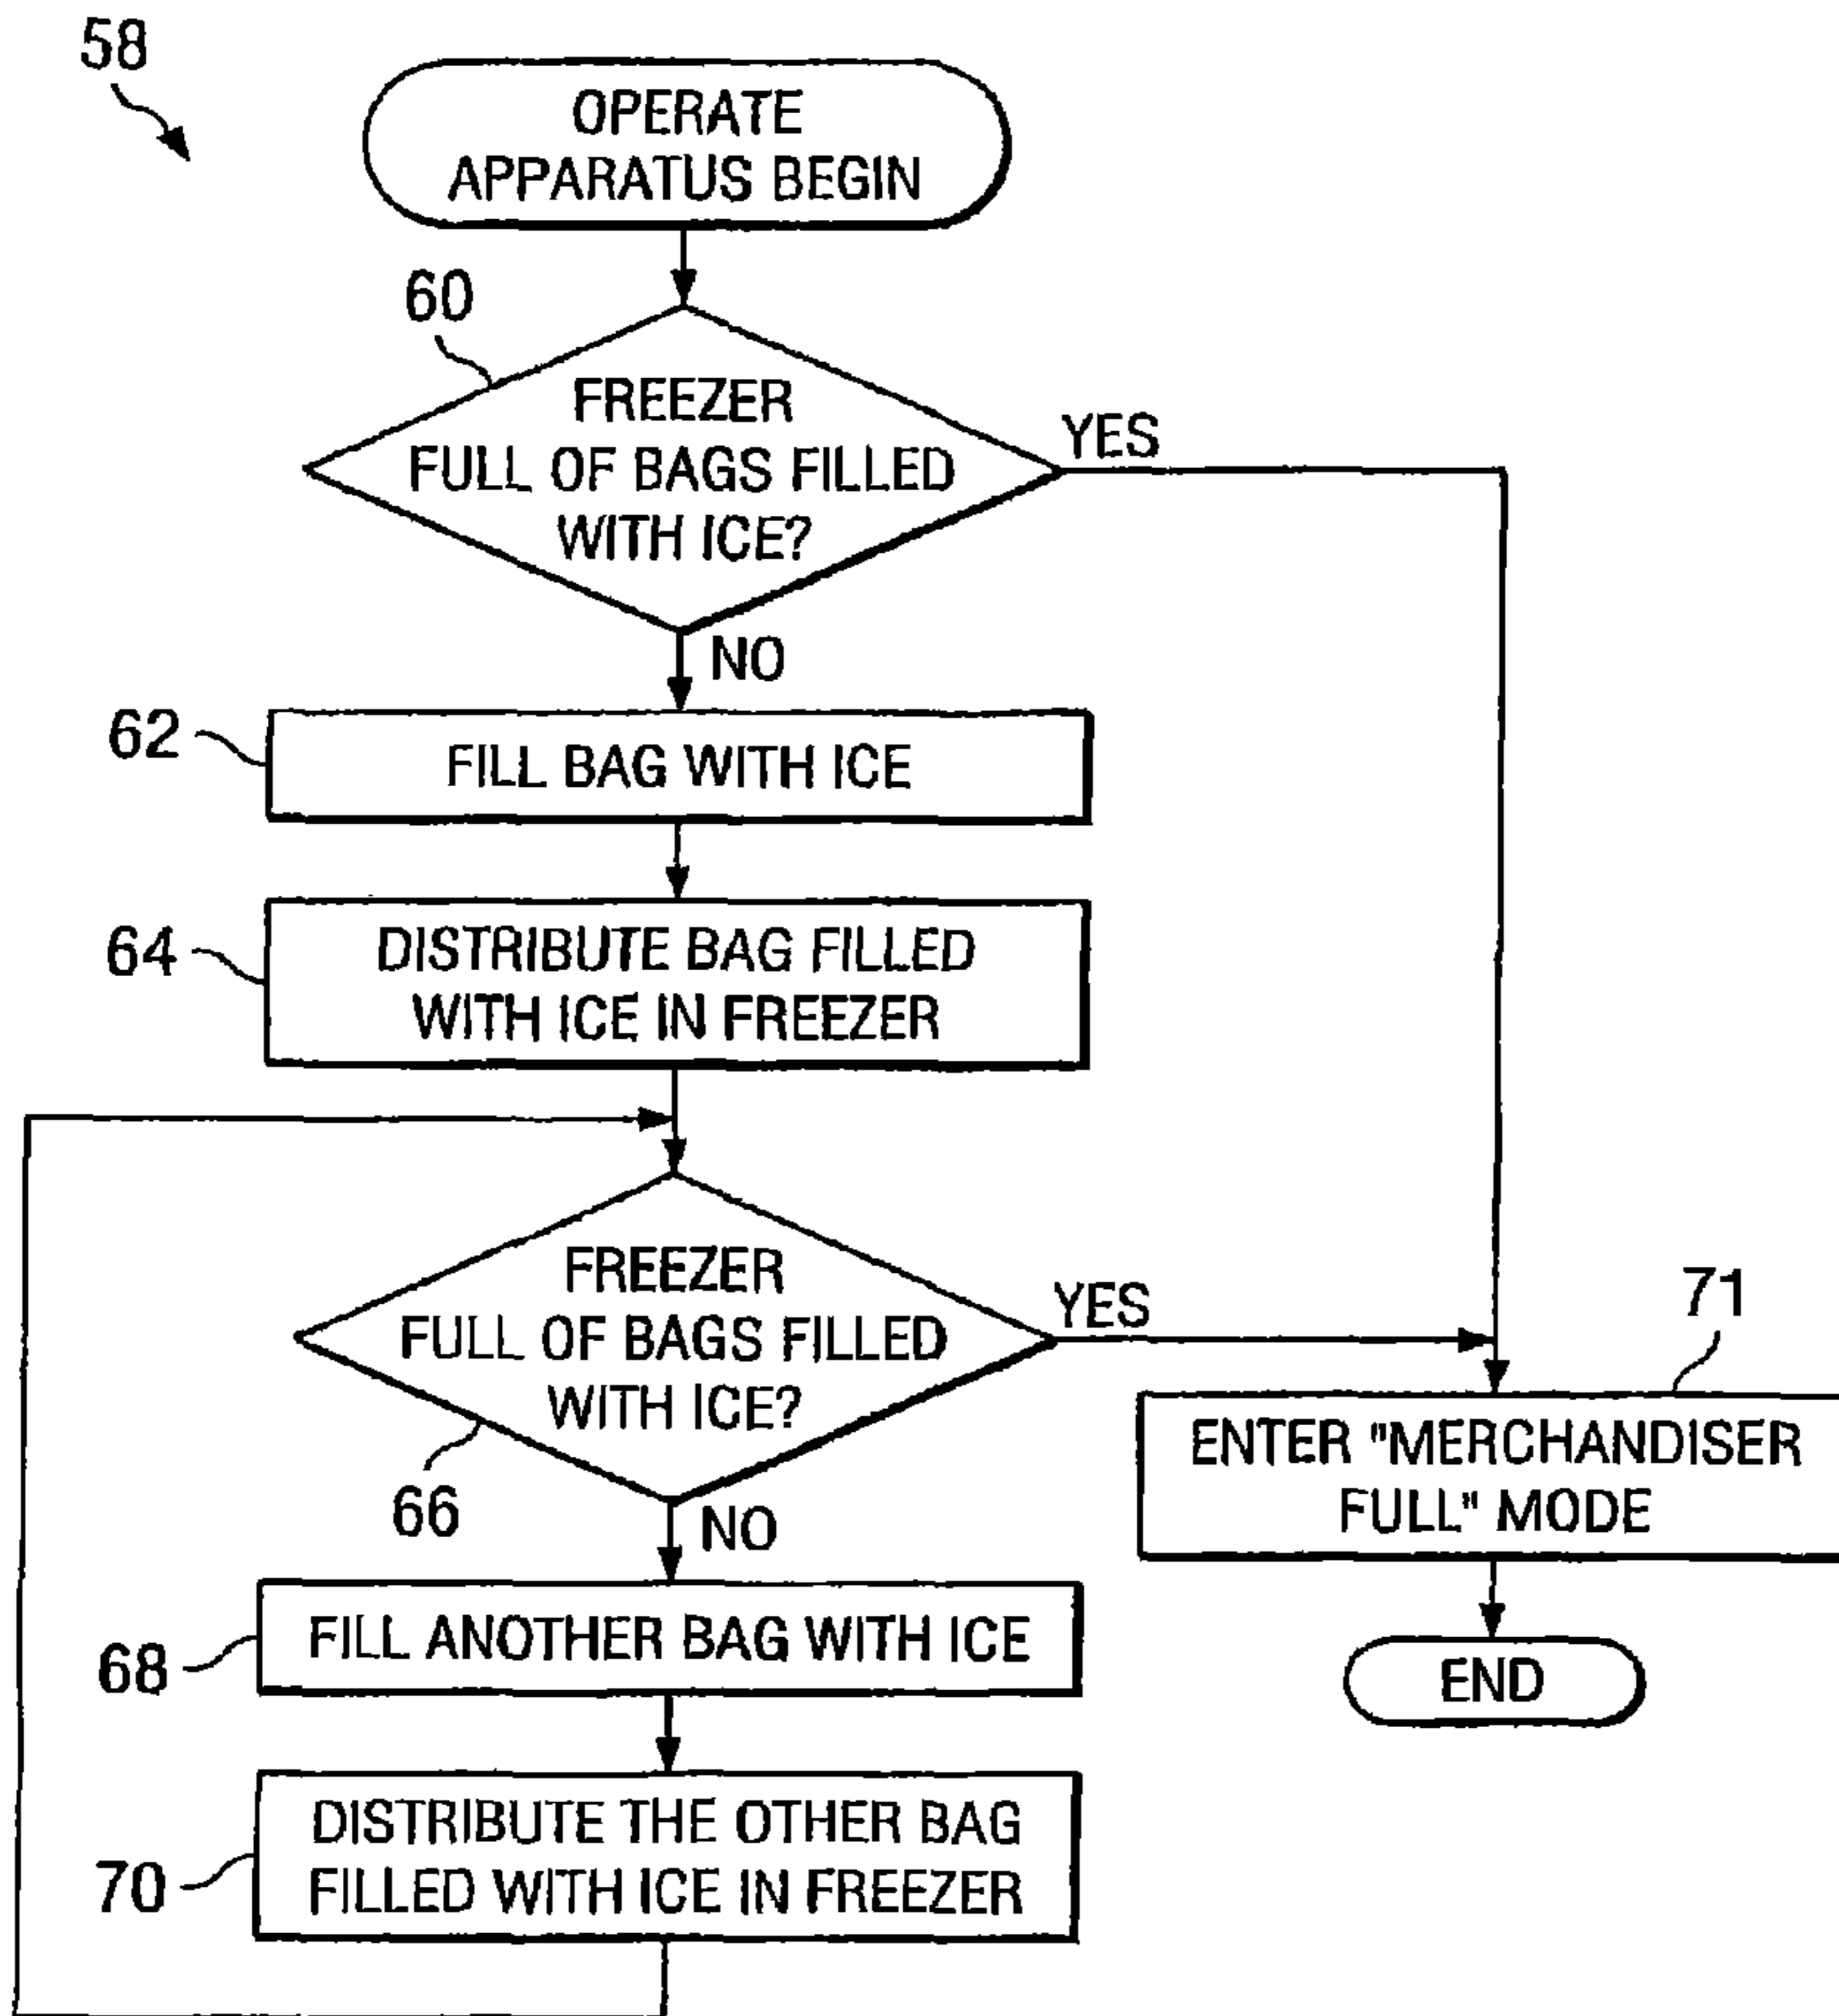 58
OPERATE
APPARATUS BEGIN
60
FREEZER
FULL OF BAGS FILLED
WITH ICE?
YES
NO
62
FILL BAG WITH ICE
64
DISTRIBUTE BAG FILLED
WITH ICE IN FREEZER
FREEZER
FULL OF BAGS FILLED
WITH ICE?
YES
66
NO
71
ENTER "MERCHANDISER
FULL" MODE
END
68
FILL ANOTHER BAG WITH ICE
70
DISTRIBUTE THE OTHER BAG
FILLED WITH ICE IN FREEZER